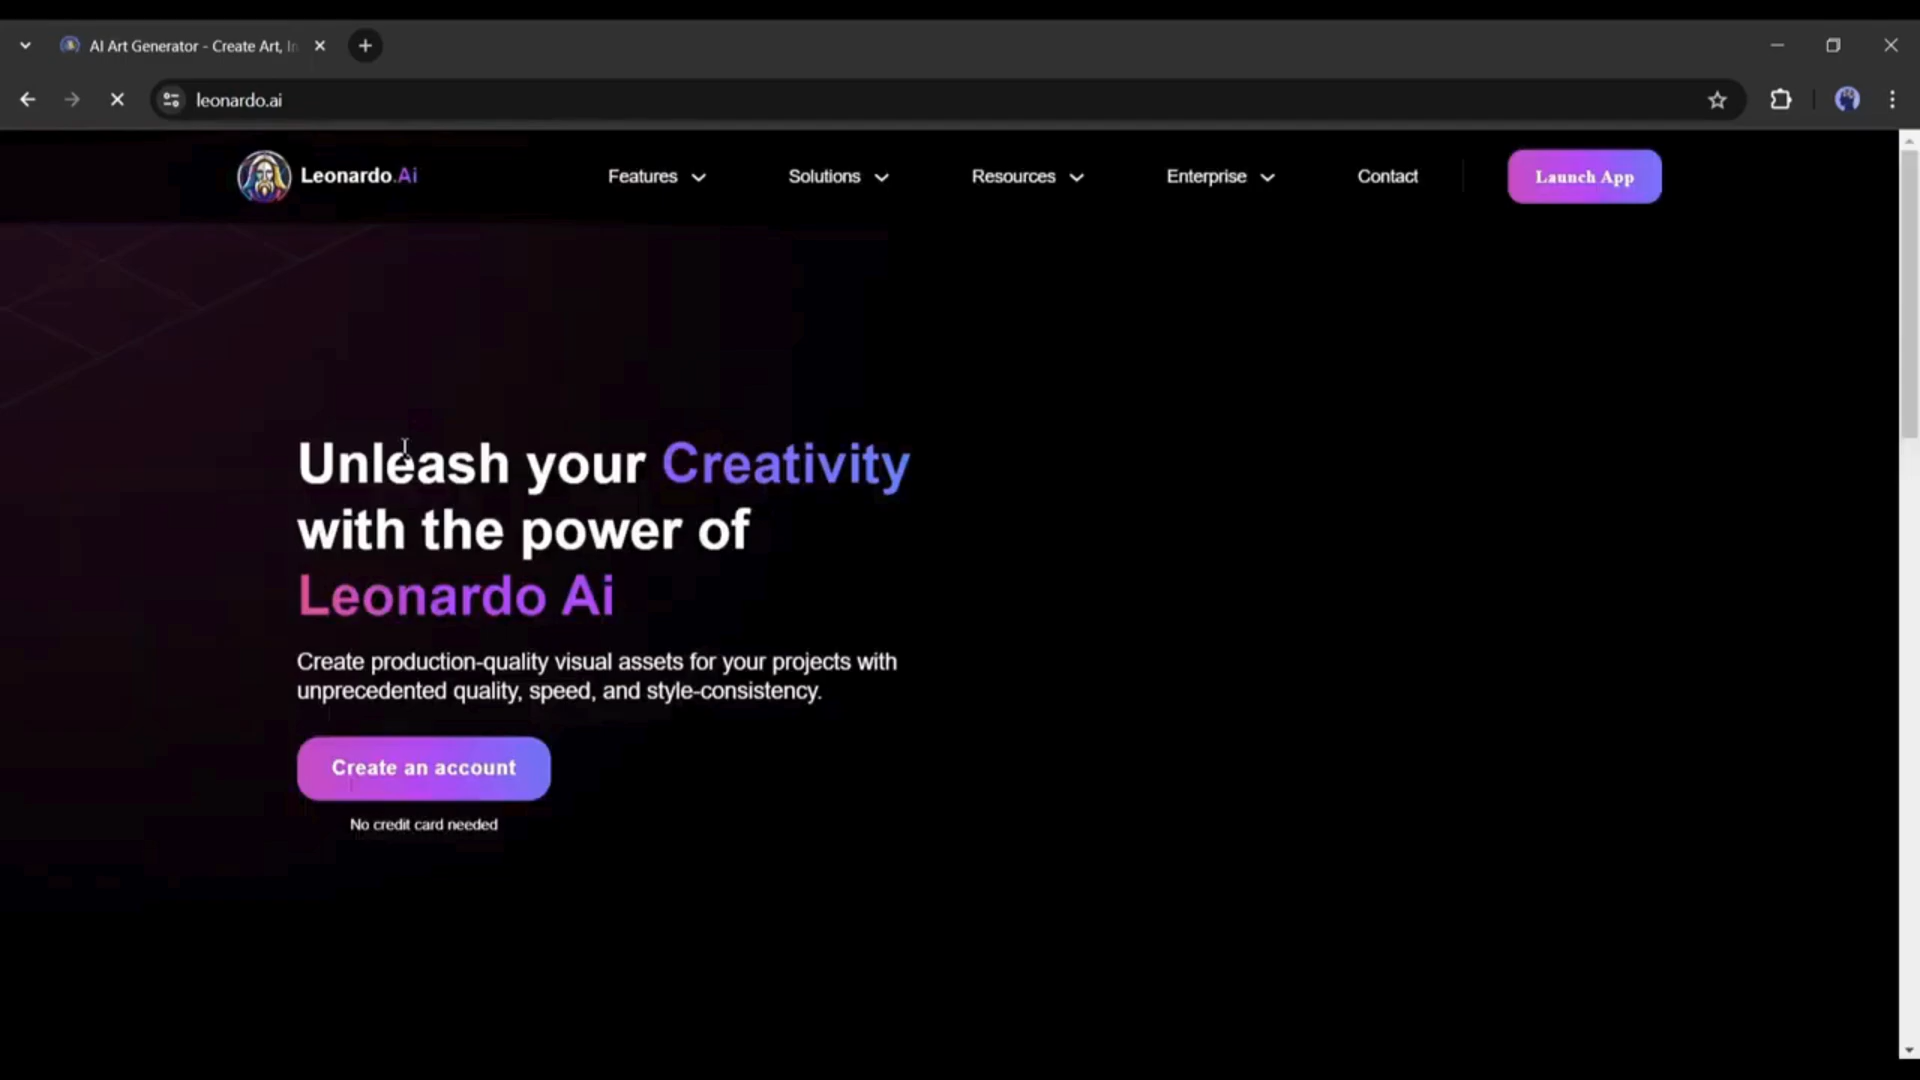 AI Art Generator - Create Art, In
leonardo.ai
Leonardo.Ai
Features
Solutions
Resources
Enterprise
Contact
Launch App
Unleash your Creativity
with the power of
Leonardo Ai
Create production-quality visual assets for your projects with
unprecedented quality, speed, and style-consistency.
Create an account
No credit card needed